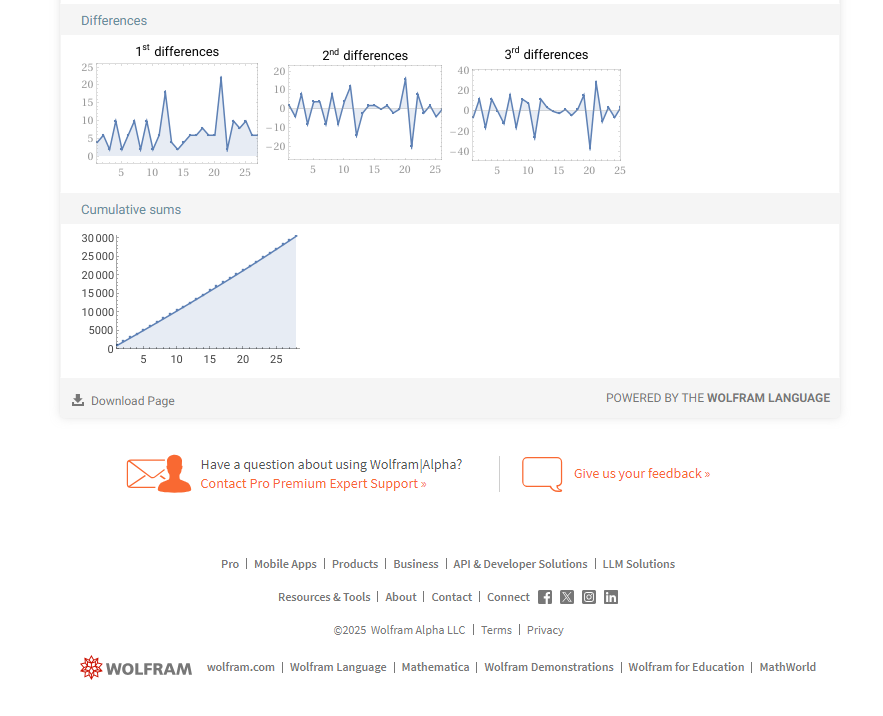 Differences
1st differences
2nd differences
3rd differences
25
20
15
10
5
0
5 10 15 20 25
20
10
0
−10
−20
5 10 15 20 25
40
20
0
−20
−40
5 10 15 20 25
Cumulative sums
30 000
25 000
20 000
15 000
10 000
5000
0
5 10 15 20 25
Download Page
POWERED BY THE WOLFRAM LANGUAGE
Have a question about using Wolfram|Alpha?
Contact Pro Premium Expert Support »
Give us your feedback »
Pro | Mobile Apps | Products | Business | API & Developer Solutions | LLM Solutions
Resources & Tools | About | Contact | Connect
©2025 Wolfram Alpha LLC | Terms | Privacy
WOLFRAM wolfram.com | Wolfram Language | Mathematica | Wolfram Demonstrations | Wolfram for Education | MathWorld